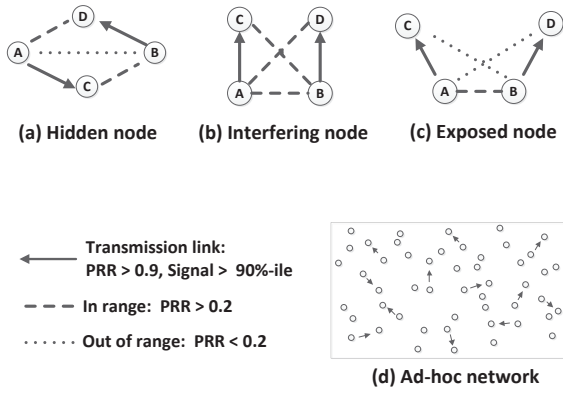 D
A
B
C
(a) Hidden node
C
D
A
B
(b) Interfering node
C
D
A
B
(c) Exposed node
Transmission link:
PRR > 0.9, Signal > 90%-ile
In range: PRR > 0.2
Out of range: PRR < 0.2
(d) Ad-hoc network